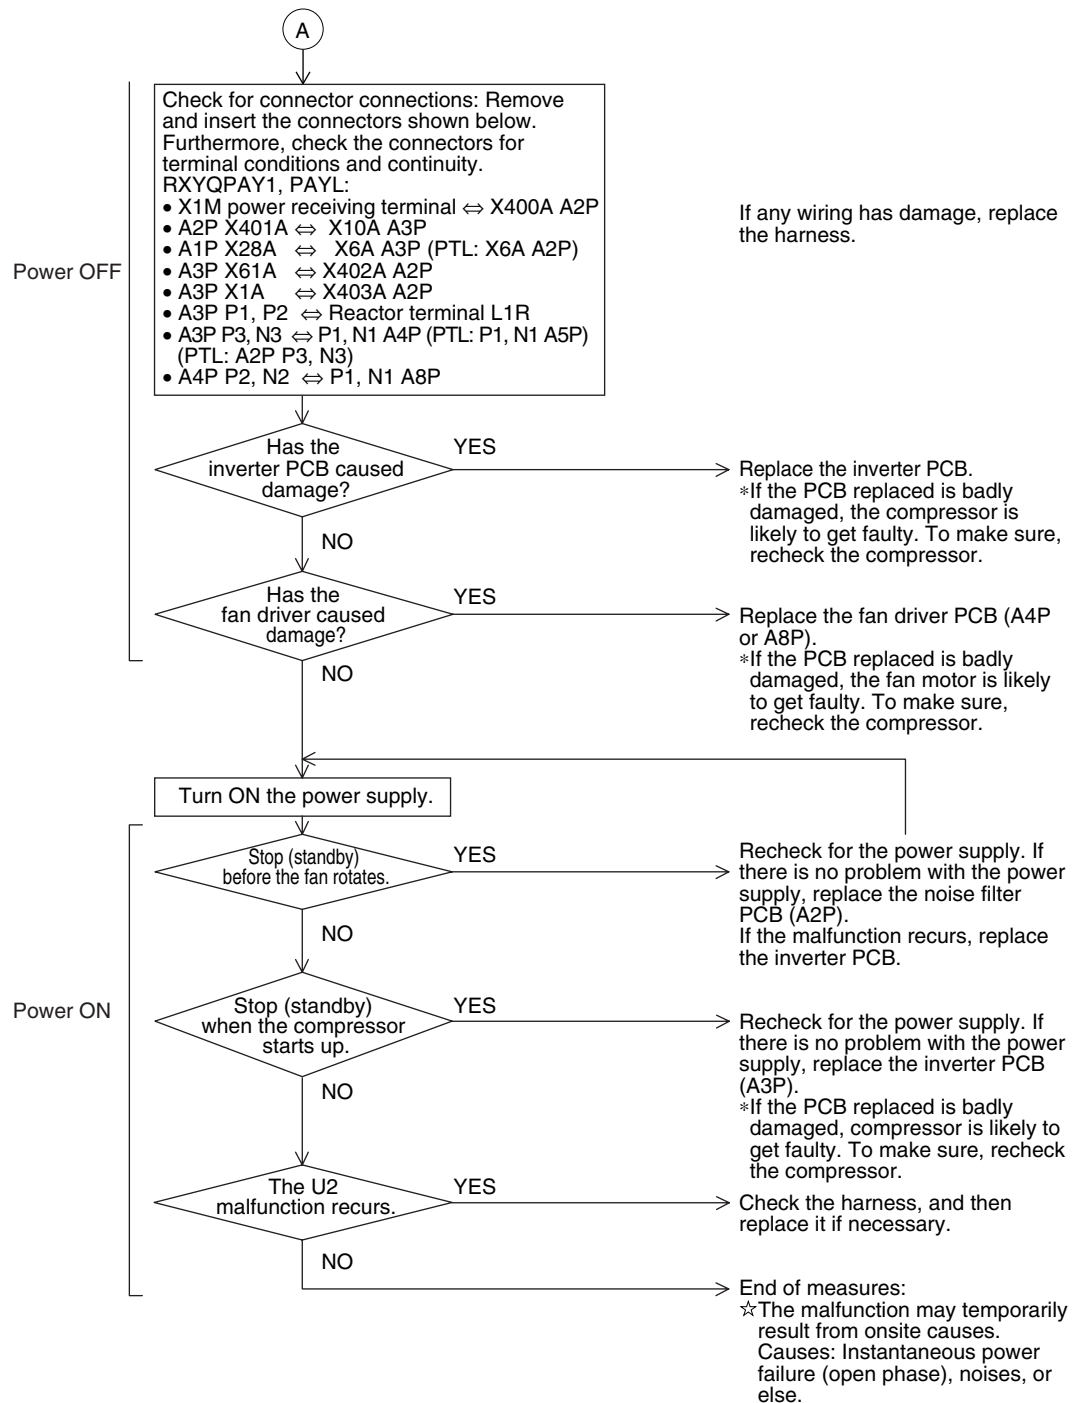 A
Check for connector connections: Remove
and insert the connectors shown below.
Furthermore, check the connectors for
terminal conditions and continuity.
RXYQPAY1, PAYL:
• X1M power receiving terminal ⇔ X400A A2P
• A2P X401A ⇔ X10A A3P
• A1P X28A ⇔ X6A A3P (PTL: X6A A2P)
• A3P X61A ⇔ X402A A2P
• A3P X1A ⇔ X403A A2P
• A3P P1, P2 ⇔ Reactor terminal L1R
• A3P P3, N3 ⇔ P1, N1 A4P (PTL: P1, N1 A5P)
(PTL: A2P P3, N3)
• A4P P2, N2 ⇔ P1, N1 A8P
If any wiring has damage, replace
the harness.
Power OFF
Has the
inverter PCB caused
damage?
YES
Replace the inverter PCB.
*If the PCB replaced is badly
damaged, the compressor is
likely to get faulty. To make sure,
recheck the compressor.
NO
Has the
fan driver caused
damage?
YES
Replace the fan driver PCB (A4P
or A8P).
*If the PCB replaced is badly
damaged, the fan motor is likely
to get faulty. To make sure,
recheck the compressor.
NO
Turn ON the power supply.
Power ON
Stop (standby)
before the fan rotates.
YES
Recheck for the power supply. If
there is no problem with the power
supply, replace the noise filter
PCB (A2P).
If the malfunction recurs, replace
the inverter PCB.
NO
Stop (standby)
when the compressor
starts up.
YES
Recheck for the power supply. If
there is no problem with the power
supply, replace the inverter PCB
(A3P).
*If the PCB replaced is badly
damaged, compressor is likely to
get faulty. To make sure, recheck
the compressor.
NO
The U2
malfunction recurs.
YES
Check the harness, and then
replace it if necessary.
NO
End of measures:
☆The malfunction may temporarily
result from onsite causes.
Causes: Instantaneous power
failure (open phase), noises, or
else.